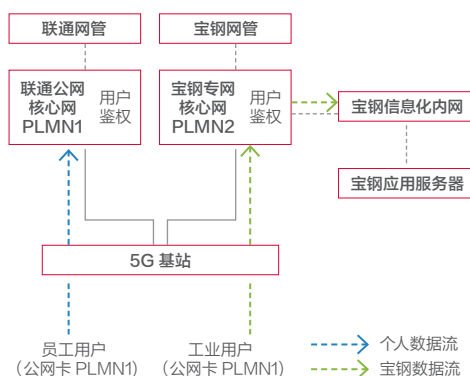 联通网管
宝钢网管
联通公网
核心网
PLMN1
用户
鉴权
宝钢专网
核心网
PLMN2
用户
鉴权
宝钢信息化内网
宝钢应用服务器
5G 基站
员工用户
（公网卡 PLMN1）
工业用户
（公网卡 PLMN1)
个人数据流
宝钢数据流